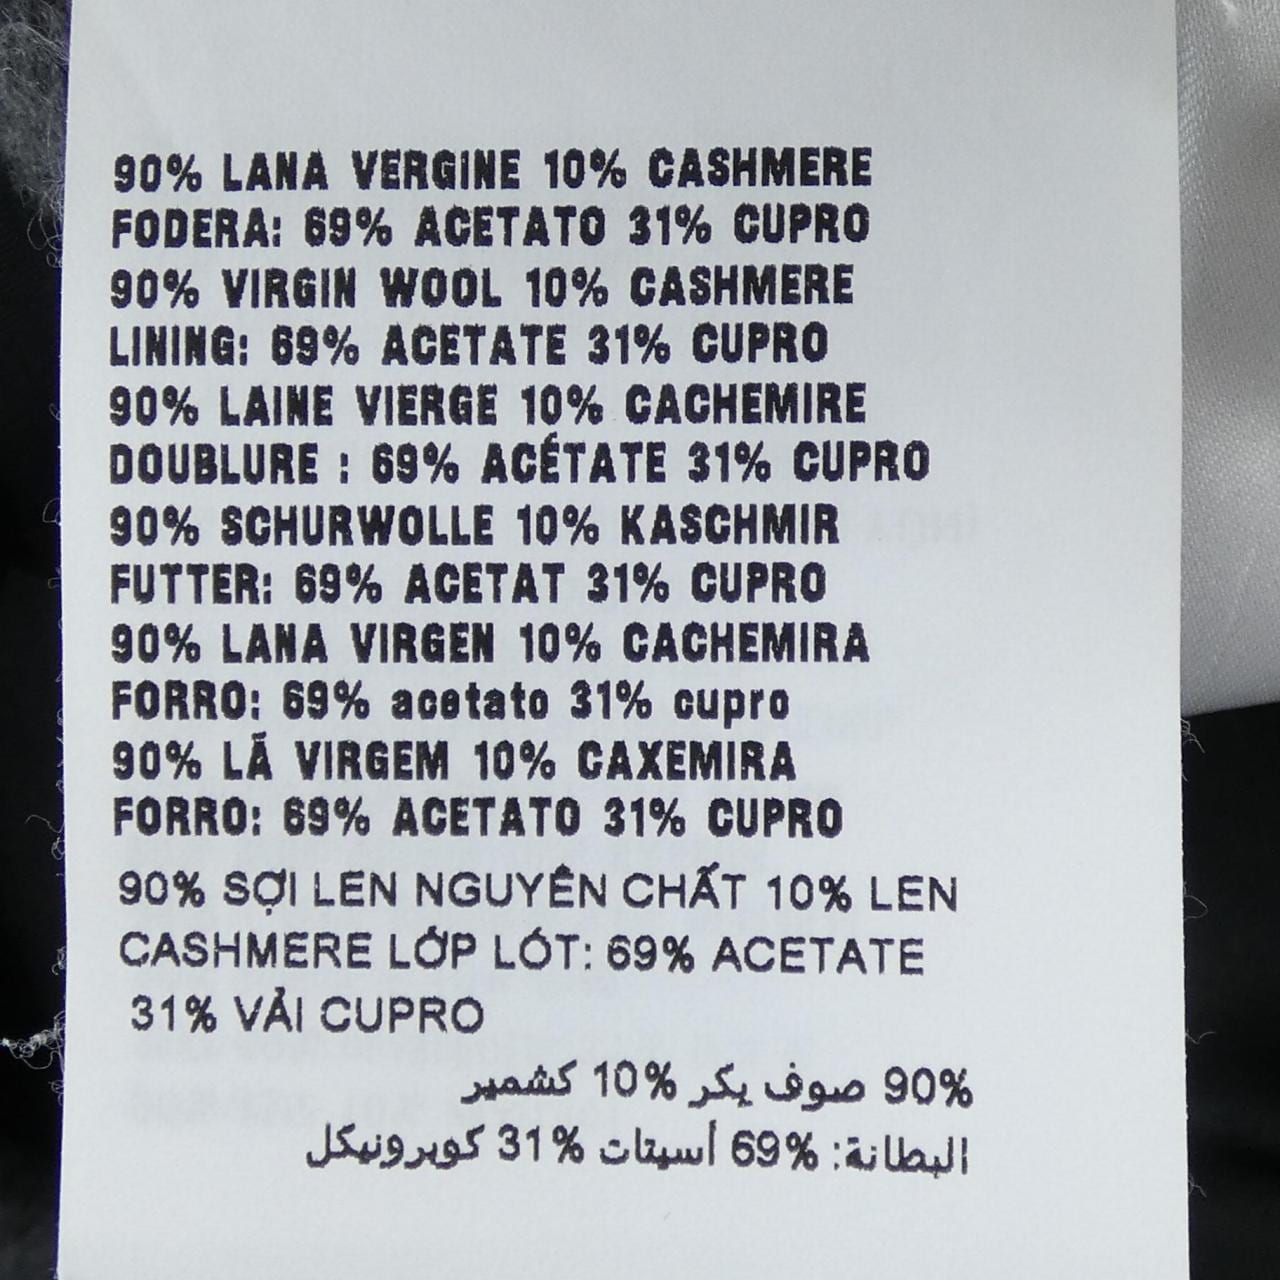 90% LANA VERGINE 10% CASHMERE
FODERA: 69% ACETATO 31% CUPRO
90% VIRGIN WOOL 10% CASHMERE
LINING: 69% ACETATE 31% CUPRO
90% LAINE VIERGE 10% CACHEMIRE
DOUBLURE : 69% ACÉTATE 31% CUPRO
90% SCHURWOLLE 10% KASCHMIR
FUTTER: 69% ACETAT 31% CUPRO
90% LANA VIRGEN 10% CACHEMIRA
FORRO: 69% acetato 31% cupro
90% LÃ VIRGEM 10% CAXEMIRA
FORRO: 69% ACETATO 31% CUPRO
90% SỢI LEN NGUYÊN CHẤT 10% LEN
CASHMERE LỚP LÓT: 69% ACETATE
31% VẢI CUPRO
90% صوف بكر 10% كشمير
البطانة: 69% أسيتات 31% كوبرونيكل